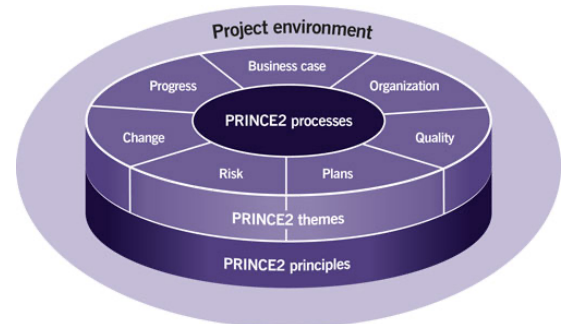 Project environment
Business case
Progress
Organization
PRINCE2 processes
Change
Quality
Risk
Plans
PRINCE2 themes
PRINCE2 principles